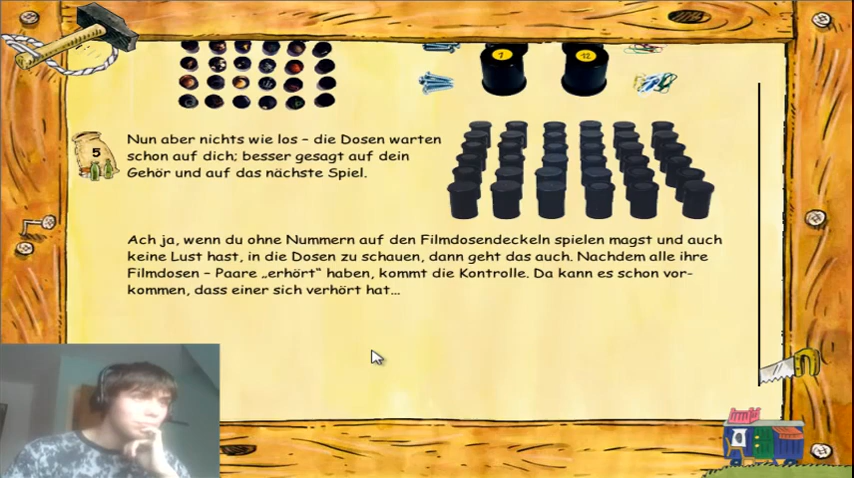 7
12
5
Nun aber nichts wie los – die Dosen warten
schon auf dich; besser gesagt auf dein
Gehör und auf das nächste Spiel.
Ach ja, wenn du ohne Nummern auf den Filmdosendeckeln spielen magst und auch
keine Lust hast, in die Dosen zu schauen, dann geht das auch. Nachdem alle ihre
Filmdosen – Paare „erhört“ haben, kommt die Kontrolle. Da kann es schon vor-
kommen, dass einer sich verhört hat...